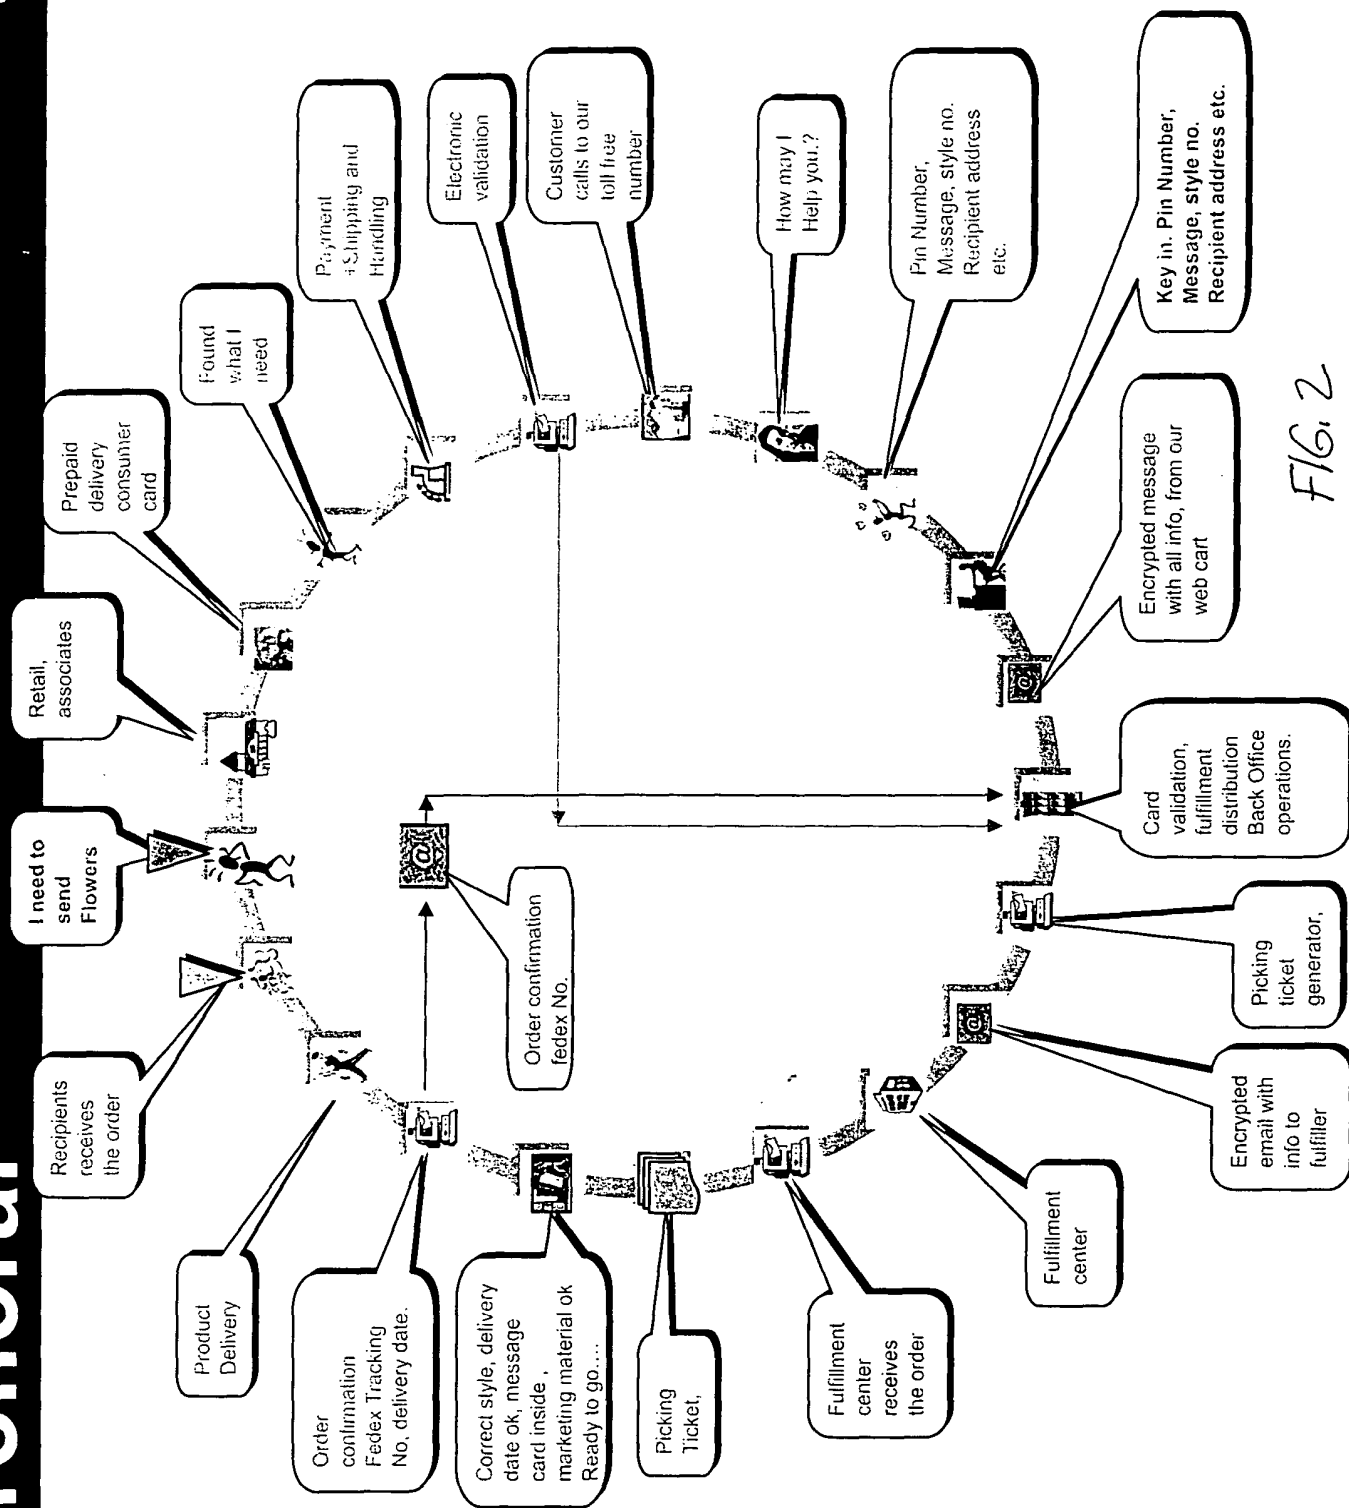 I need to
send
Flowers
Retail,
associates
Prepaid
delivery
consumer
card
Found
what I
need
Payment
+Shipping and
Handling
Electronic
validation
Customer
calls to our
toll free
number
How may I
Help you.?
Pin Number,
Message, style no.
Recipient address
etc.
Key in. Pin Number,
Message, style no.
Recipient address etc.
Encrypted message
with all info, from our
web cart
Card
validation,
fulfillment
distribution
Back Office
operations.
Picking
ticket
generator,
Encrypted
email with
info to
fulfiller
Fulfillment
center
Fulfillment
center
receives
the order
Picking
Ticket,
Correct style, delivery
date ok, message
card inside ,
marketing material ok
Ready to go....
Order
confirmation
Fedex Tracking
No, delivery date.
Order confirmation
fedex No.
Product
Delivery
Recipients
receives
the order
@
@
@
FIG. 2